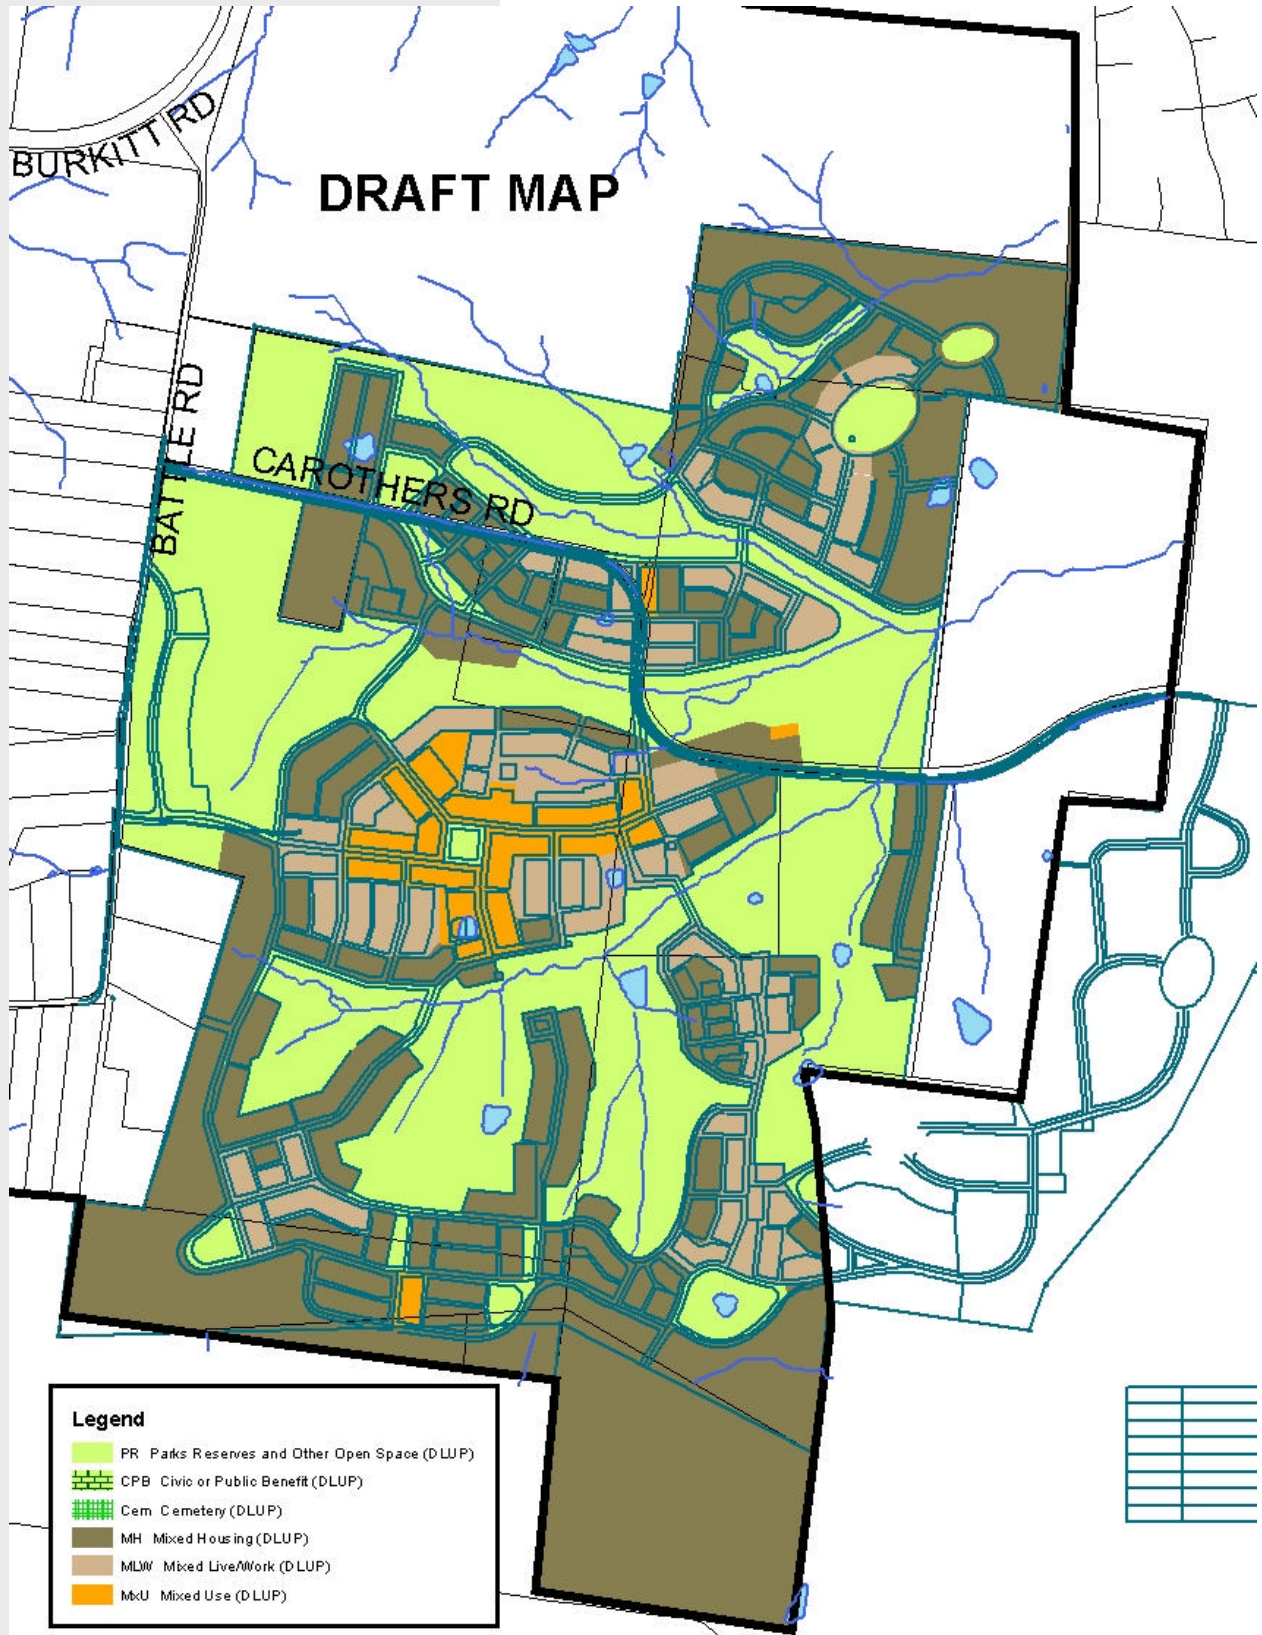 BURKITT RD
DRAFT MAP
BATTLE RD
CAROTHERS RD
Legend
PR Parks Reserves and Other Open Space (DLUP)
CPB Civic or Public Benefit (DLUP)
Cem Cemetery (DLUP)
MH Mixed Housing (DLUP)
MLW Mixed Live/Work (DLUP)
MxU Mixed Use (DLUP)